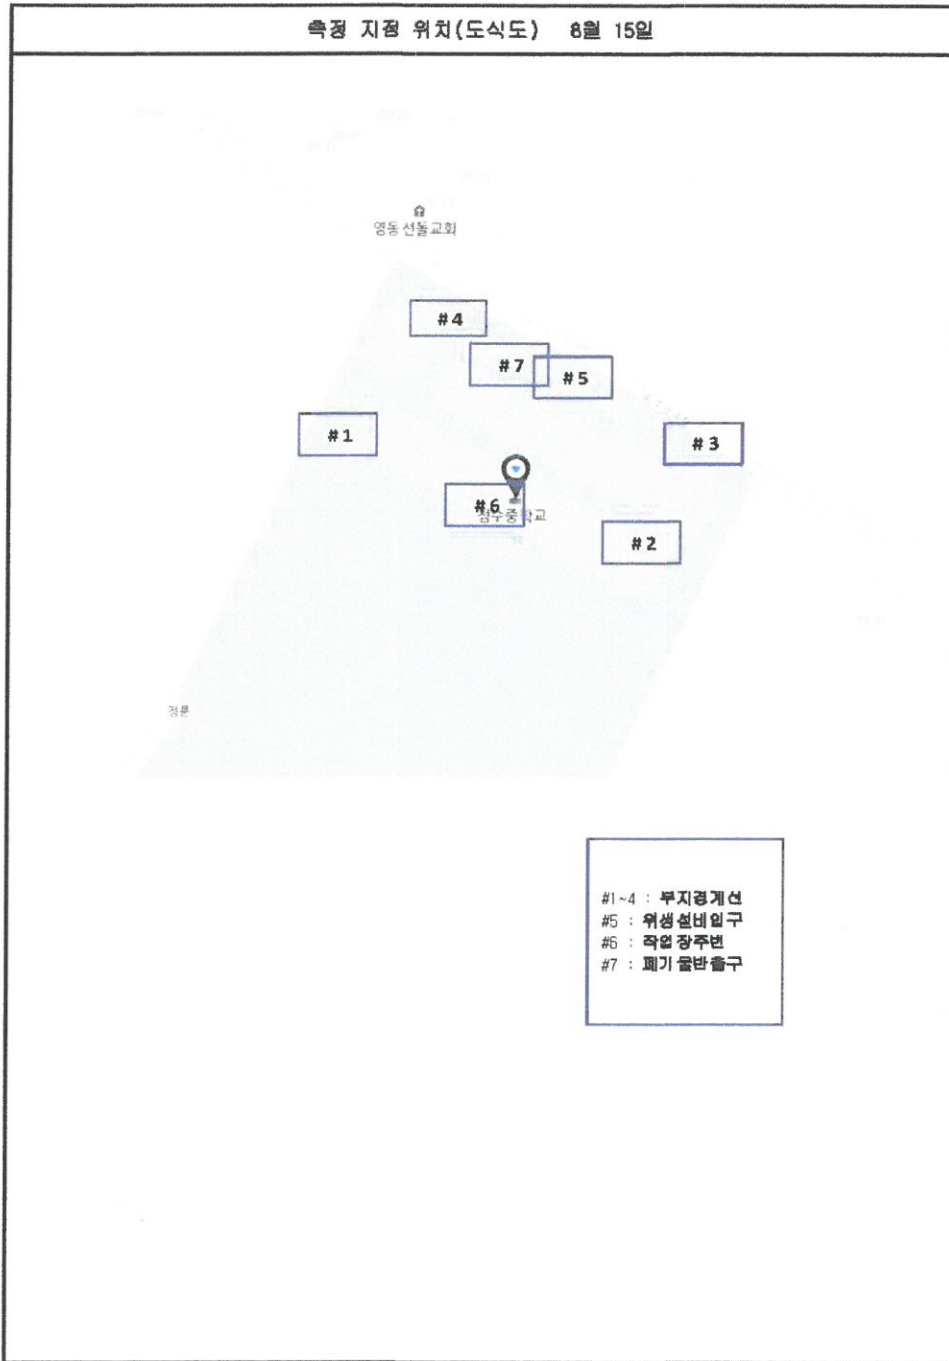 측정 지점 위치(도식도) 8월 15일
영동선돌교회
#4
#7
#5
#1
#3
#6
정수중학교
#2
정문
#1~4 : 부지경계선
#5 : 위생설비입구
#6 : 작업장주변
#7 : 폐기물반출구